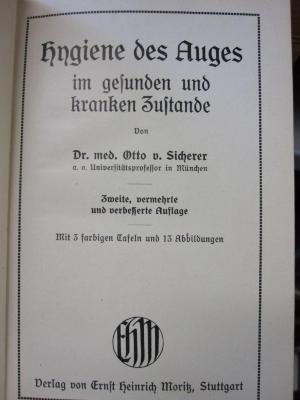 Hygiene des Auges
im gesunden und
kranken Zustande
Von
Dr. med. Otto v. Sicherer
a. o. Universitätsprofessor in München
Zweite, vermehrte
und verbesserte Auflage
Mit 3 farbigen Tafeln und 13 Abbildungen
EHM
Verlag von Ernst Heinrich Moritz, Stuttgart